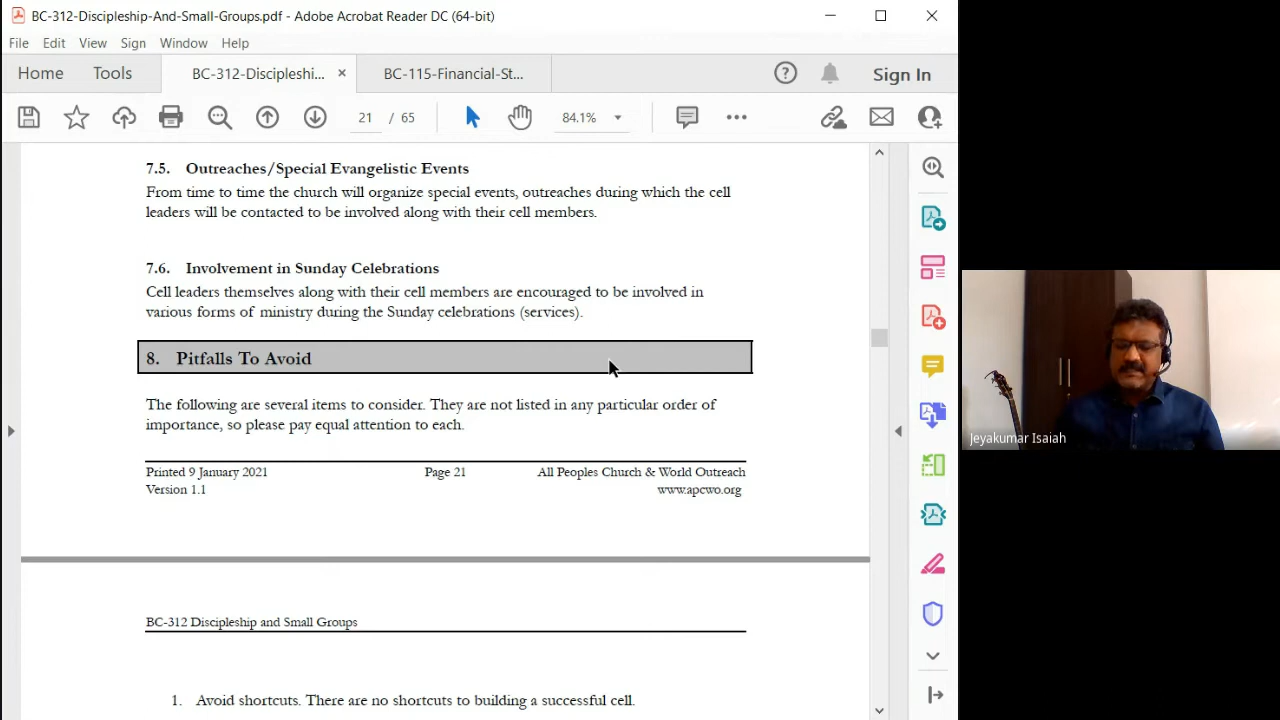 BC-312-Discipleship-And-Small-Groups.pdf - Adobe Acrobat Reader DC (64-bit)
File Edit View Sign Window Help
Home Tools BC-312-Discipleshi... × BC-115-Financial-St... Sign In
21 / 65 84.1%
7.5. Outreaches/Special Evangelistic Events
From time to time the church will organize special events, outreaches during which the cell
leaders will be contacted to be involved along with their cell members.
7.6. Involvement in Sunday Celebrations
Cell leaders themselves along with their cell members are encouraged to be involved in
various forms of ministry during the Sunday celebrations (services).
8. Pitfalls To Avoid
The following are several items to consider. They are not listed in any particular order of
importance, so please pay equal attention to each.
Printed 9 January 2021 Page 21 All Peoples Church & World Outreach
Version 1.1 www.apcwo.org
BC-312 Discipleship and Small Groups
1. Avoid shortcuts. There are no shortcuts to building a successful cell.
Jeyakumar Isaiah